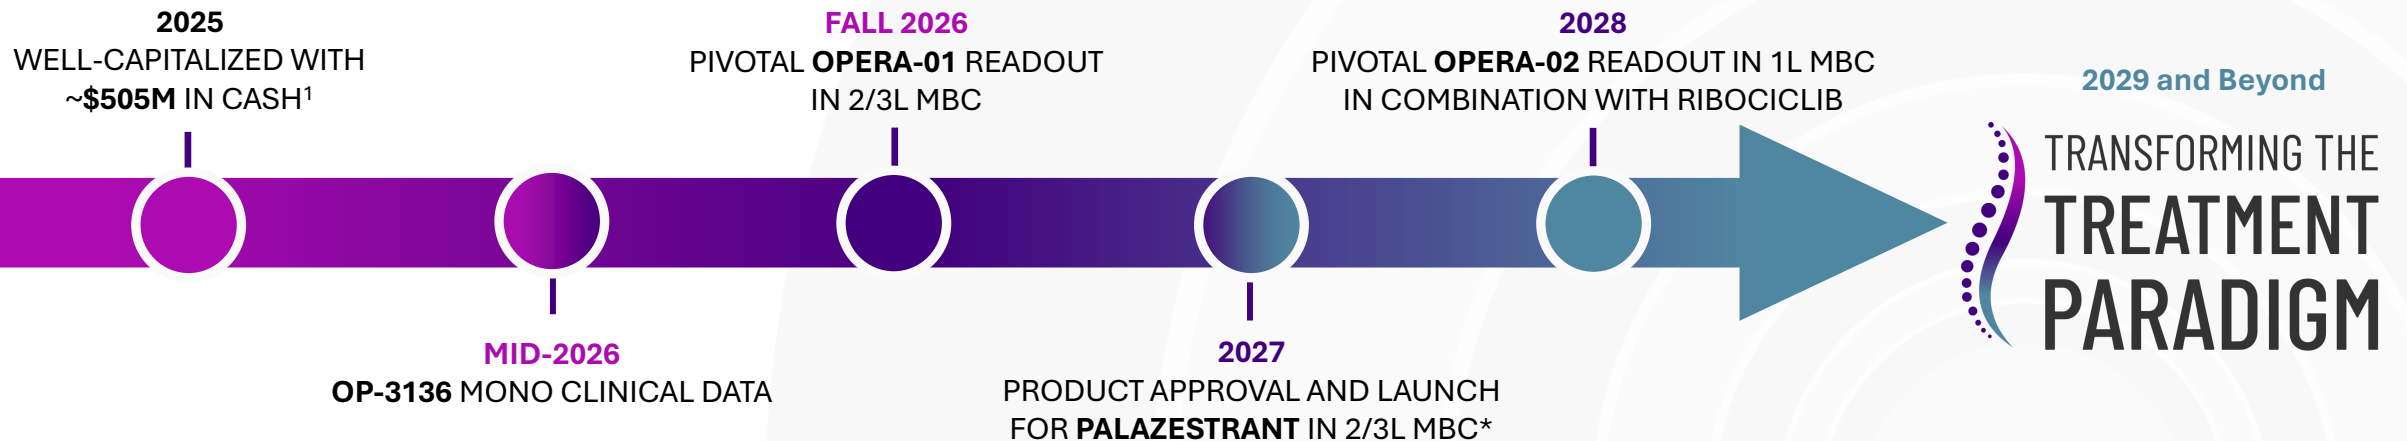 2025
WELL-CAPITALIZED WITH
~$505M IN CASH¹
MID-2026
OP-3136 MONO CLINICAL DATA
FALL 2026
PIVOTAL OPERA-01 READOUT
IN 2/3L MBC
2027
PRODUCT APPROVAL AND LAUNCH
FOR PALAZESTRANT IN 2/3L MBC*
2028
PIVOTAL OPERA-02 READOUT IN 1L MBC
IN COMBINATION WITH RIBOCICLIB
2029 and Beyond
TRANSFORMING THE
TREATMENT
PARADIGM